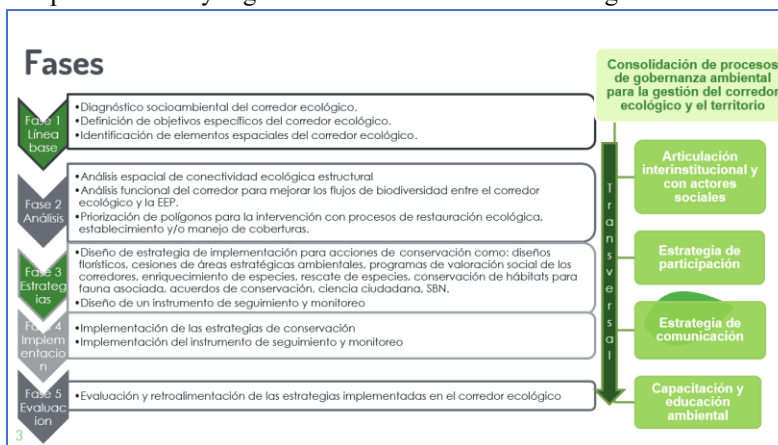 Fases
Fase 1
Línea
base
•Diagnóstico socioambiental del corredor ecológico.
•Definición de objetivos específicos del corredor ecológico.
•Identificación de elementos espaciales del corredor ecológico.
Fase 2
Análisis
•Análisis espacial de conectividad ecológica estructural
•Análisis funcional del corredor para mejorar los flujos de biodiversidad entre el corredor
ecológico y la EEP.
•Priorización de polígonos para la intervención con procesos de restauración ecológica,
establecimiento y/o manejo de coberturas.
Fase 3
Estrateg
ias
•Diseño de estrategia de implementación para acciones de conservación como: diseños
florísticos, cesiones de áreas estratégicas ambientales, programas de valoración social de los
corredores, enriquecimiento de especies, rescate de especies, conservación de hábitats para
fauna asociada, acuerdos de conservación, ciencia ciudadana, SBN.
•Diseño de un instrumento de seguimiento y monitoreo
Fase 4
Implem
entacio
n
•Implementación de las estrategias de conservación
•Implementación del instrumento de seguimiento y monitoreo
Fase 5
Evaluac
ion
•Evaluación y retroalimentación de las estrategias implementadas en el corredor ecológico
3
Consolidación de procesos
de gobernanza ambiental
para la gestión del corredor
ecológico y el territorio
Transversal
Articulación
interinstitucional y
con actores
sociales
Estrategia de
participación
Estrategia de
comunicación
Capacitación y
educación
ambiental